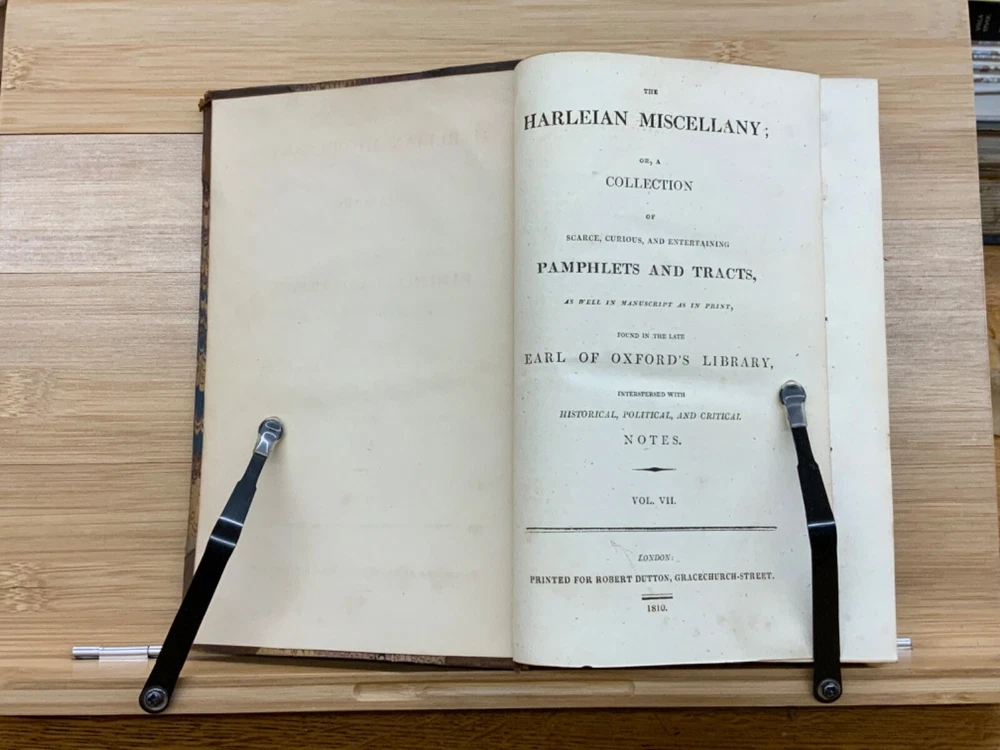 THE
HARLEIAN MISCELLANY;
OR, A
COLLECTION
OF
SCARCE, CURIOUS, AND ENTERTAINING
PAMPHLETS AND TRACTS,
AS WELL IN MANUSCRIPT AS IN PRINT,
FOUND IN THE LATE
EARL OF OXFORD'S LIBRARY,
INTERSPERSED WITH
HISTORICAL, POLITICAL, AND CRITICAL
NOTES.
VOL. VII.
LONDON:
PRINTED FOR ROBERT DUTTON, GRACECHURCH-STREET.
1810.